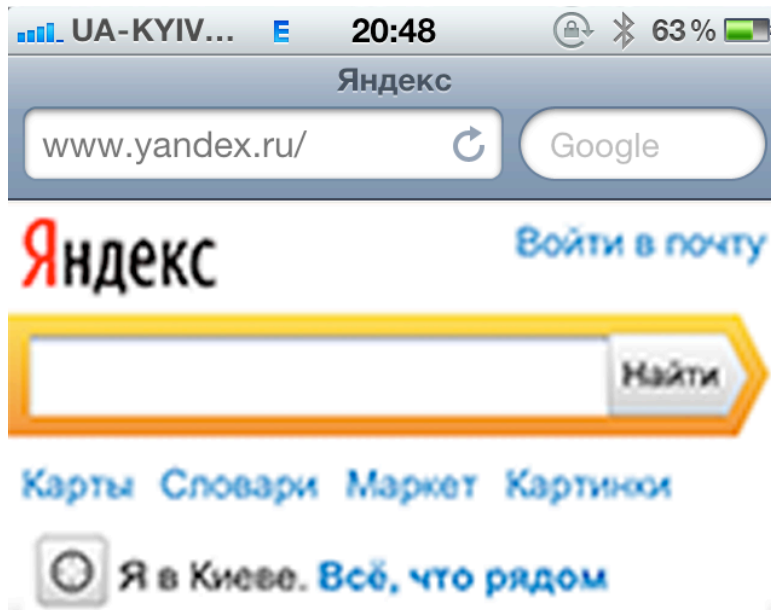 UA-KYIV... E 20:48 63%
Яндекс
www.yandex.ru/ Google
Яндекс Войти в почту
Найти
Карты Словари Маркет Картинки
Я в Киеве. Всё, что рядом